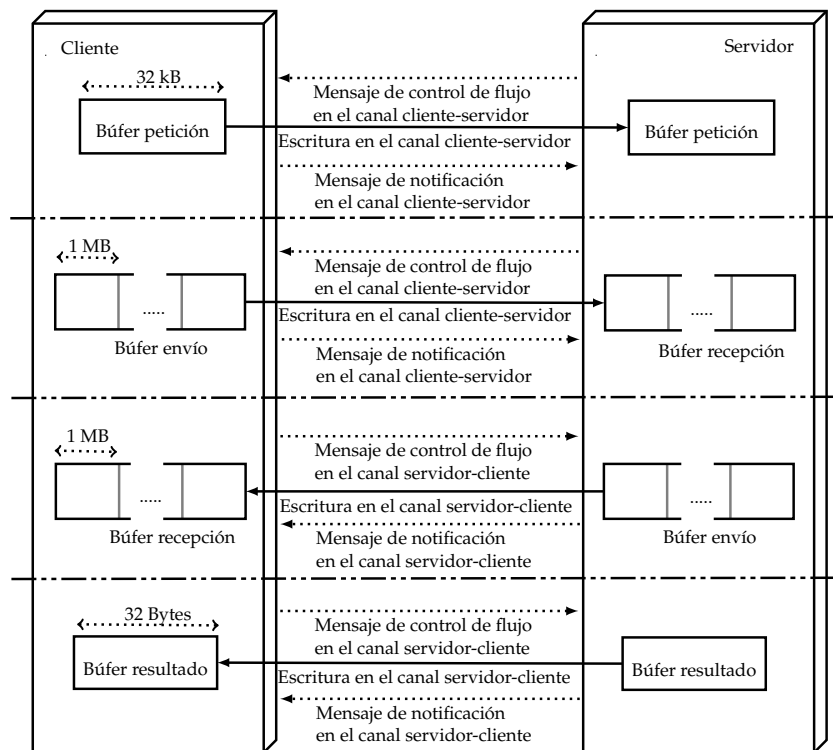 Cliente
Servidor
32 kB
Mensaje de control de flujo
en el canal cliente-servidor
Búfer petición
Búfer petición
Escritura en el canal cliente-servidor
Mensaje de notificación
en el canal cliente-servidor
1 MB
Mensaje de control de flujo
en el canal cliente-servidor
.....
.....
Escritura en el canal cliente-servidor
Búfer envío
Búfer recepción
Mensaje de notificación
en el canal cliente-servidor
1 MB
Mensaje de control de flujo
en el canal servidor-cliente
.....
.....
Escritura en el canal servidor-cliente
Búfer recepción
Búfer envío
Mensaje de notificación
en el canal servidor-cliente
32 Bytes
Mensaje de control de flujo
en el canal servidor-cliente
Búfer resultado
Búfer resultado
Escritura en el canal servidor-cliente
Mensaje de notificación
en el canal servidor-cliente